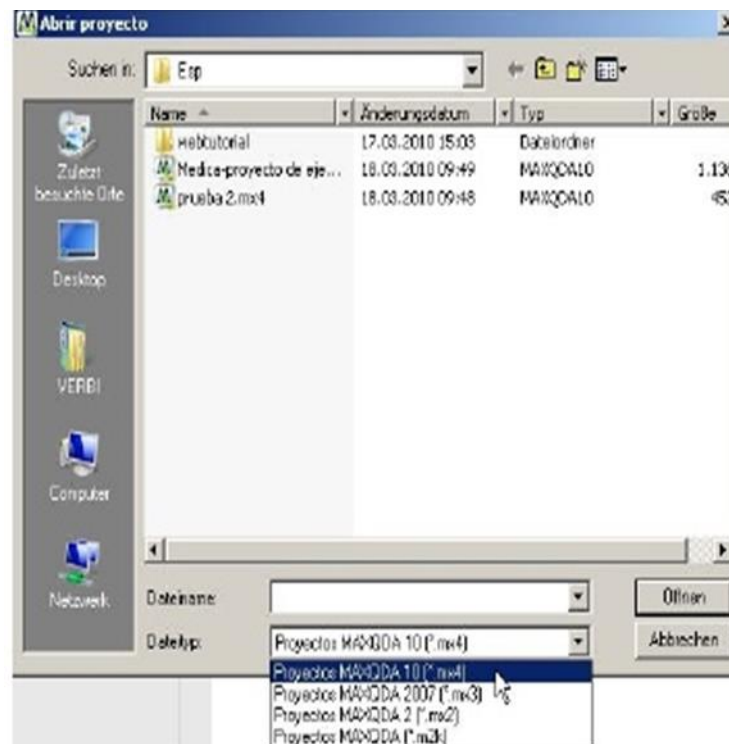 Abrir proyecto
Suchen in: Esp
Name Änderungsdatum Typ Größe
webtutorial 17.03.2010 15:03 Dateiordner
Medica-proyecto de eje... 18.03.2010 09:49 MAXQDA10 1.136
prueba 2.mx4 18.03.2010 09:48 MAXQDA10 452
Zuletzt
besuchte Orte
Desktop
VERBI
Computer
Netzwerk
Dateiname: Öffnen
Dateityp: Proyectos MAXQDA 10 (*.mx4) Abbrechen
Proyectos MAXQDA 10 (*.mx4)
Proyectos MAXQDA 2007 (*.mx3)
Proyectos MAXQDA 2 (*.mx2)
Proyectos MAXQDA (*.m2k)